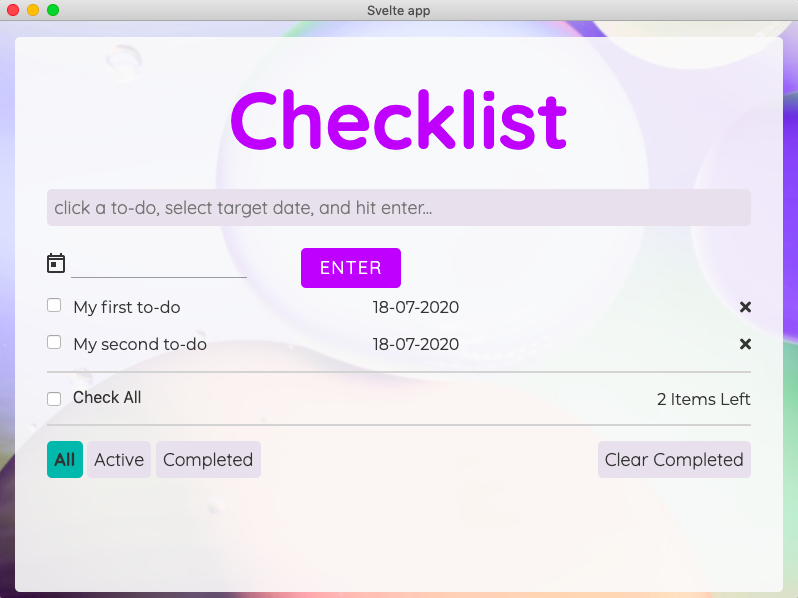 Svelte app
Checklist
click a to-do, select target date, and hit enter...
ENTER
My first to-do 18-07-2020
My second to-do 18-07-2020
Check All 2 Items Left
All Active Completed Clear Completed